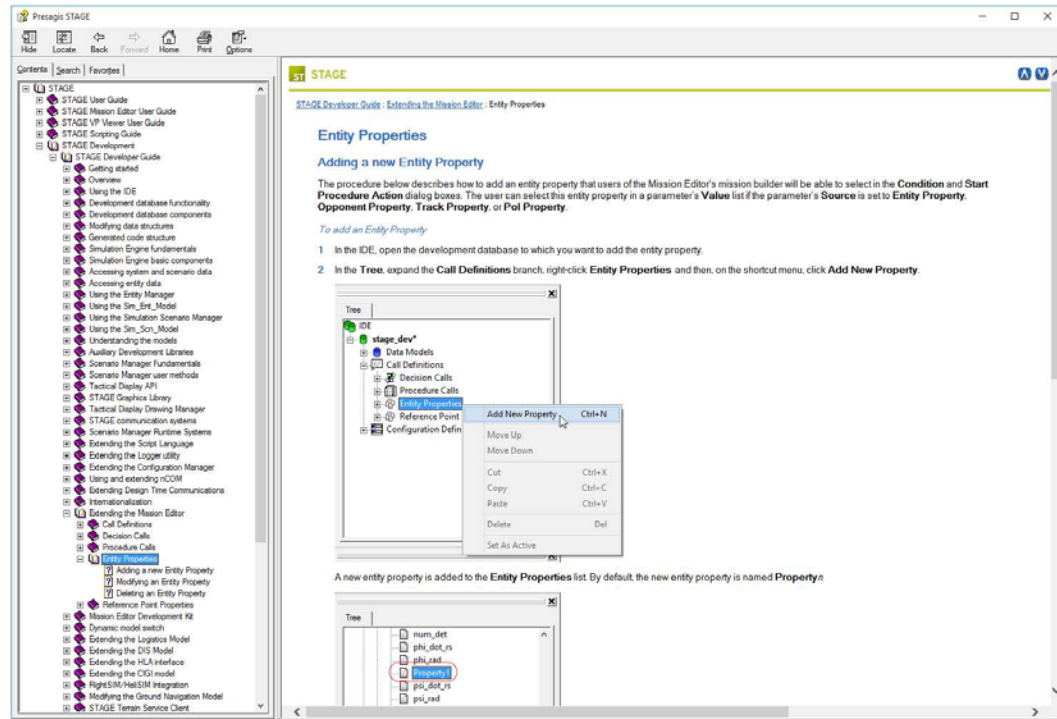 Presagis STAGE
Hide Locate Back Forward Home Print Options
Contents Search Favorites
STAGE
STAGE User Guide
STAGE Mission Editor User Guide
STAGE VP Viewer User Guide
STAGE Scripting Guide
STAGE Development
STAGE Developer Guide
Getting started
Overview
Using the IDE
Development database functionality
Development database components
Modifying data structures
Generated code structure
Simulation Engine fundamentals
Simulation Engine basic components
Accessing system and scenario data
Accessing entity data
Using the Entity Manager
Using the Sim_Ent_Model
Using the Simulation Scenario Manager
Using the Sim_Scn_Model
Understanding the models
Auxiliary Development Libraries
Scenario Manager Fundamentals
Scenario Manager user methods
Tactical Display API
STAGE Graphics Library
Tactical Display Drawing Manager
STAGE communication systems
Scenario Manager Runtime Systems
Extending the Script Language
Extending the Logger utility
Extending the Configuration Manager
Using and extending nCOM
Extending Design Time Communications
Internationalization
Extending the Mission Editor
Call Definitions
Decision Calls
Procedure Calls
Entity Properties
Adding a new Entity Property
Modifying an Entity Property
Deleting an Entity Property
Reference Point Properties
Mission Editor Development Kit
Dynamic model switch
Extending the Logistics Model
Extending the DIS Model
Extending the HLA interface
Extending the CIGI model
FlightSIM/HeliSIM Integration
Modifying the Ground Navigation Model
STAGE Terrain Service Client
ST STAGE
STAGE Developer Guide : Extending the Mission Editor : Entity Properties
Entity Properties
Adding a new Entity Property
The procedure below describes how to add an entity property that users of the Mission Editor's mission builder will be able to select in the Condition and Start
Procedure Action dialog boxes. The user can select this entity property in a parameter's Value list if the parameter's Source is set to Entity Property,
Opponent Property, Track Property, or PoI Property.
To add an Entity Property
1 In the IDE, open the development database to which you want to add the entity property.
2 In the Tree, expand the Call Definitions branch, right-click Entity Properties and then, on the shortcut menu, click Add New Property.
Tree
IDE
stage_dev*
Data Models
Call Definitions
Decision Calls
Procedure Calls
Entity Properties
Reference Point
Configuration Defin
Add New Property Ctrl+N
Move Up
Move Down
Cut Ctrl+X
Copy Ctrl+C
Paste Ctrl+V
Delete Del
Set As Active
A new entity property is added to the Entity Properties list. By default, the new entity property is named Propertyn
Tree
num_det
phi_dot_rs
phi_rad
Property1
psi_dot_rs
psi_rad